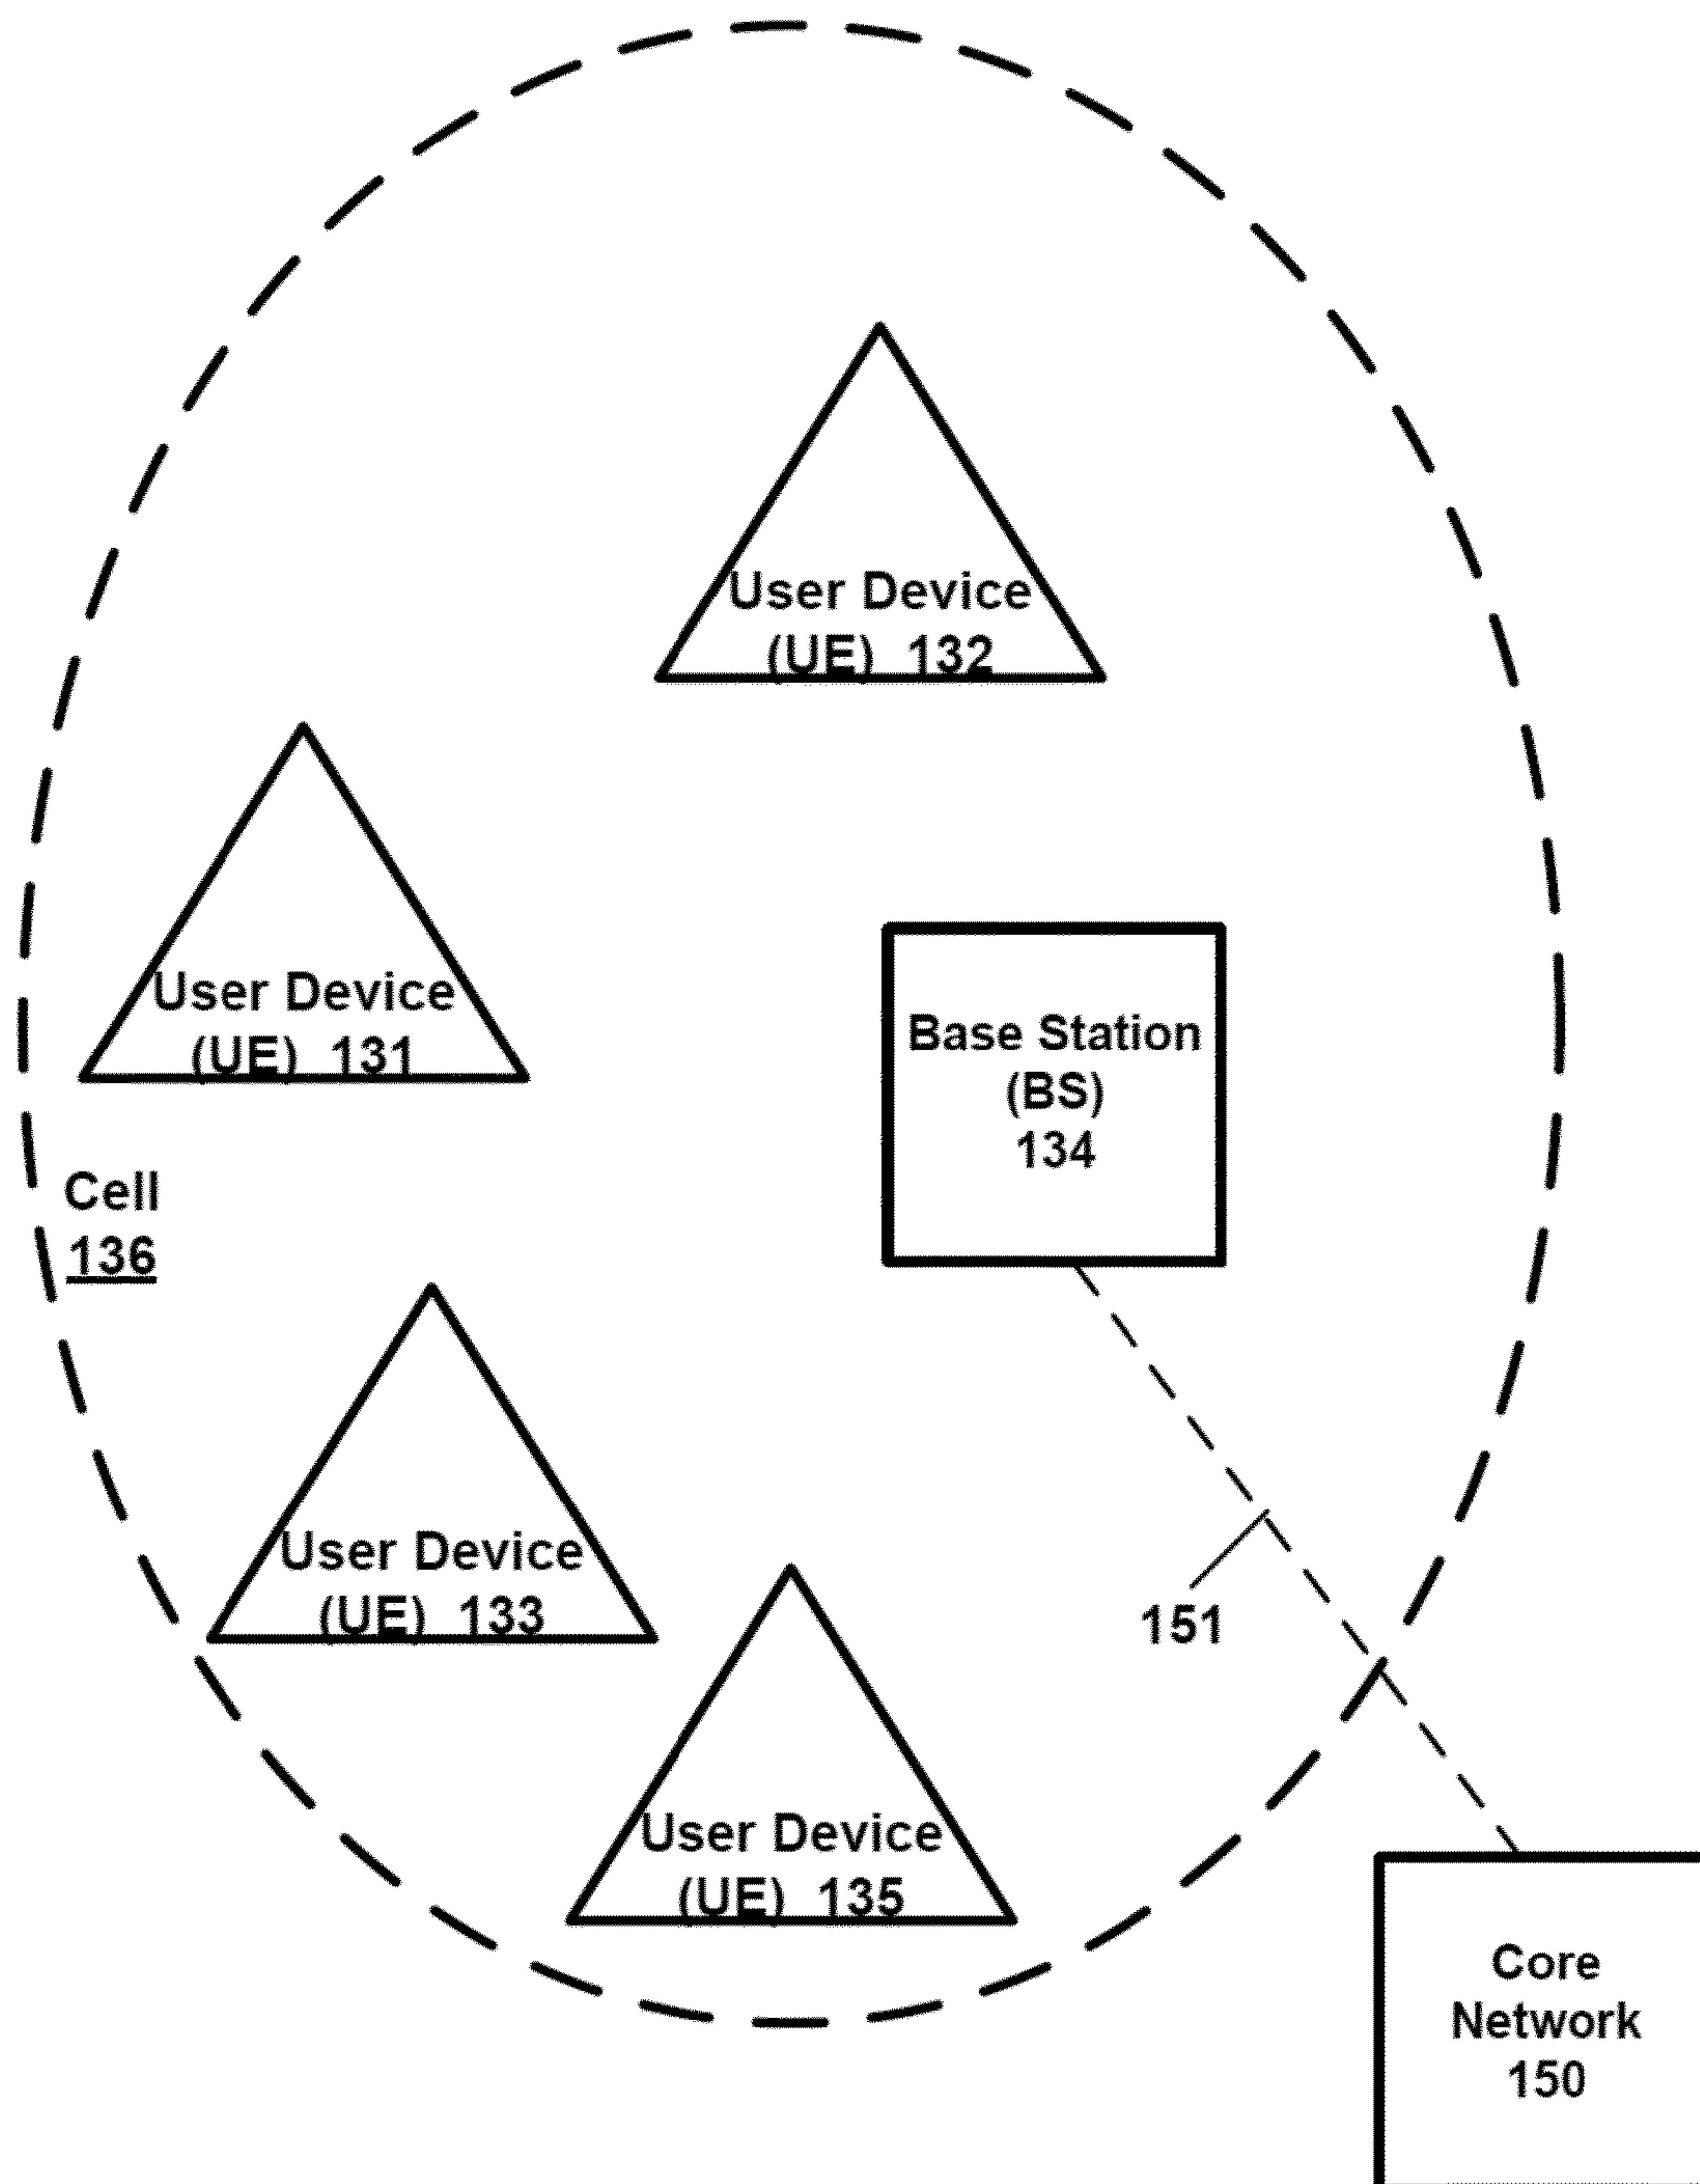 User Device
(UE) 132
User Device
(UE) 131
Base Station
(BS)
134
Cell
136
User Device
(UE) 133
151
User Device
(UE) 135
Core
Network
150